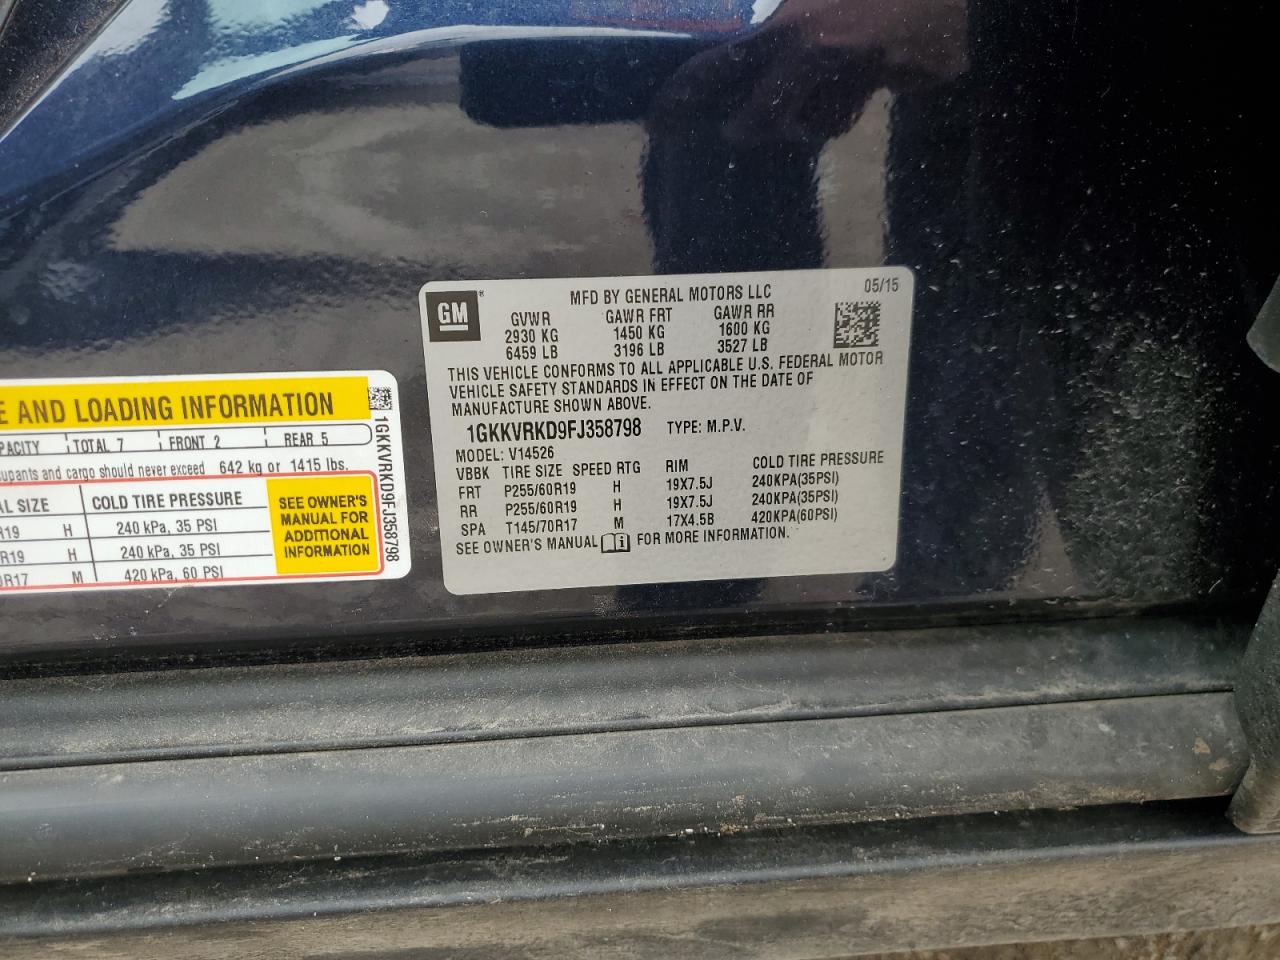 E AND LOADING INFORMATION
PACITY TOTAL 7 FRONT 2 REAR 5
cupants and cargo should never exceed 642 kg or 1415 lbs.
AL SIZE COLD TIRE PRESSURE
R19 H 240 kPa, 35 PSI
R19 H 240 kPa, 35 PSI
0R17 M 420 kPa, 60 PSI
SEE OWNER'S
MANUAL FOR
ADDITIONAL
INFORMATION
1GKKVRKD9FJ358798
GM®
MFD BY GENERAL MOTORS LLC 05/15
GVWR GAWR FRT GAWR RR
2930 KG 1450 KG 1600 KG
6459 LB 3196 LB 3527 LB
THIS VEHICLE CONFORMS TO ALL APPLICABLE U.S. FEDERAL MOTOR
VEHICLE SAFETY STANDARDS IN EFFECT ON THE DATE OF
MANUFACTURE SHOWN ABOVE.
1GKKVRKD9FJ358798 TYPE: M.P.V.
MODEL: V14526
VBBK TIRE SIZE SPEED RTG RIM COLD TIRE PRESSURE
FRT P255/60R19 H 19X7.5J 240KPA(35PSI)
RR P255/60R19 H 19X7.5J 240KPA(35PSI)
SPA T145/70R17 M 17X4.5B 420KPA(60PSI)
SEE OWNER'S MANUAL FOR MORE INFORMATION.